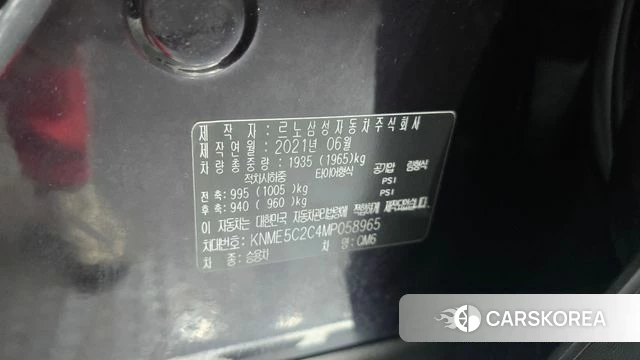 제 작 자 : 르노삼성자동차주식회사
제작연월 : 2021년 06월
차량 총중량 : 1935 (1965)kg
적차시하중 타이어형식 공기압 림형식
PSI
전 축: 995 (1005 )kg PSI
후 축: 940 ( 960 )kg
이 자동차는 대한민국 자동차관리법령에 적합하게 제작되었습니다.
차대번호: KNME5C2C4MP058965
차 종: 승용차 차 명: QM6
CARSKOREA